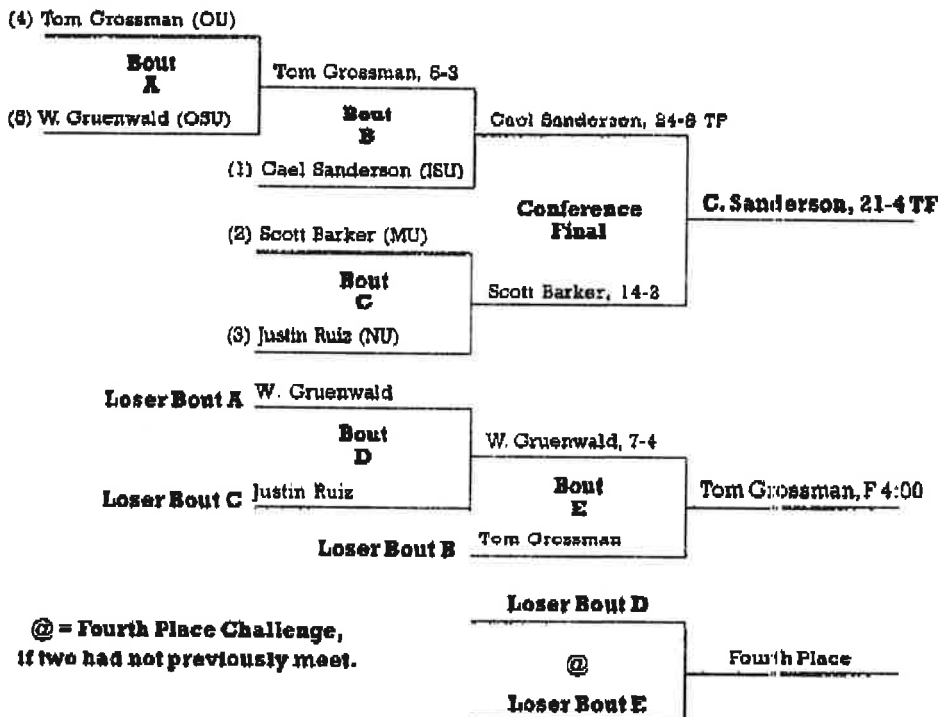 (4) Tom Grossman (OU)
Bout
A
Tom Grossman, 5-3
(5) W. Gruenwald (OSU)
Bout
B
Cael Sanderson, 24-8 TF
(1) Cael Sanderson (ISU)
Conference
Final
C. Sanderson, 21-4 TF
(2) Scott Barker (MU)
Bout
C
Scott Barker, 14-2
(3) Justin Ruiz (NU)
Loser Bout A
W. Gruenwald
Bout
D
W. Gruenwald, 7-4
Loser Bout C
Justin Ruiz
Bout
E
Tom Grossman, F 4:00
Loser Bout B
Tom Grossman
Loser Bout D
@ = Fourth Place Challenge,
if two had not previously meet.
@
Fourth Place
Loser Bout E